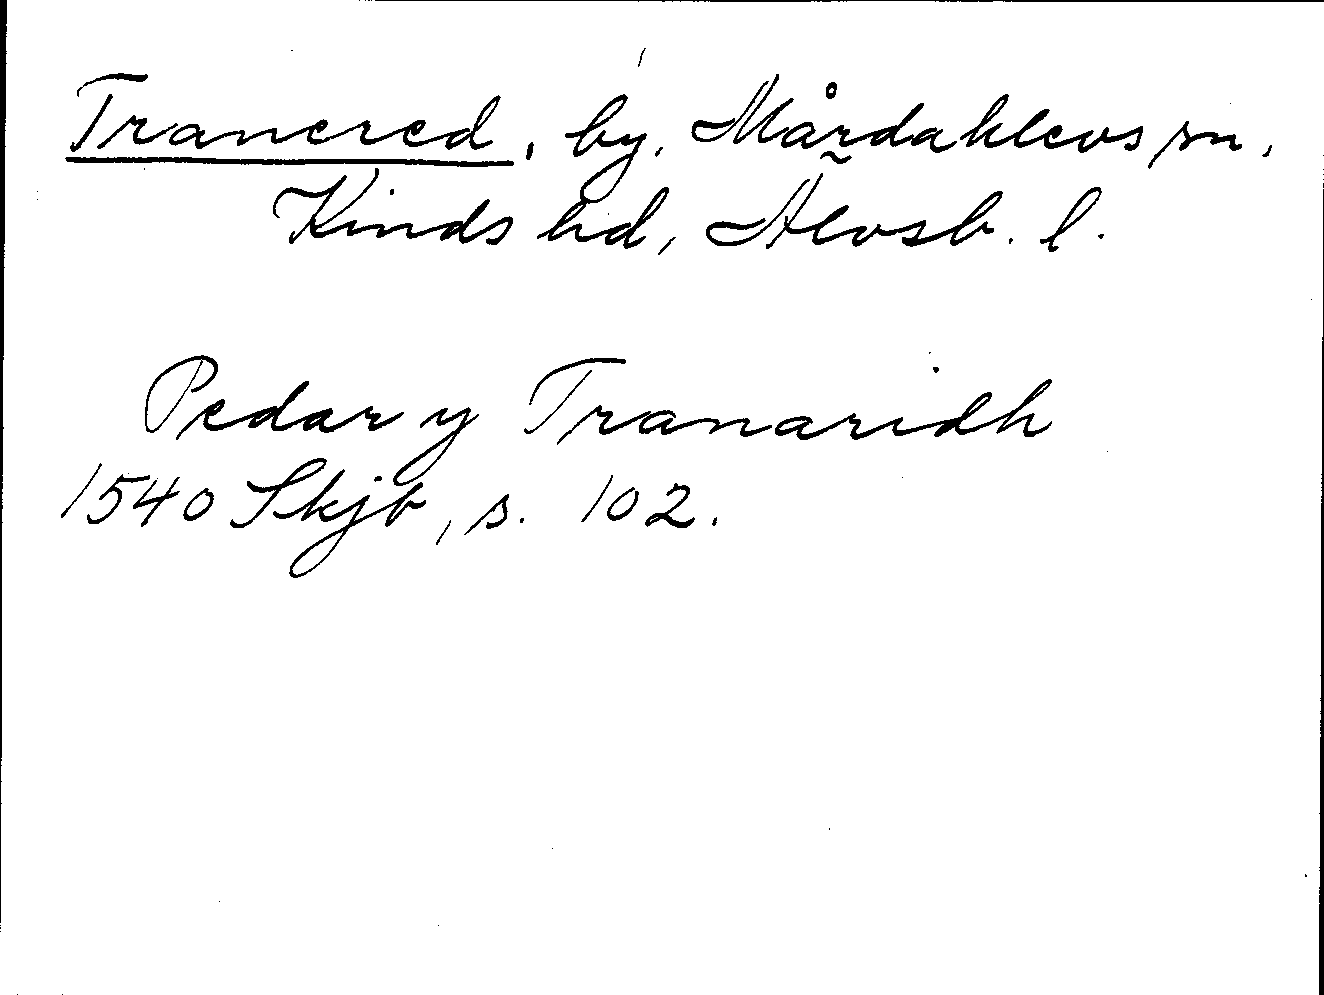 Tranered, by, Mårdaklevs sn,
Kinds hd, Älvsb. l.
Pedar y Tranaridh
1540 Skjb, s. 102.